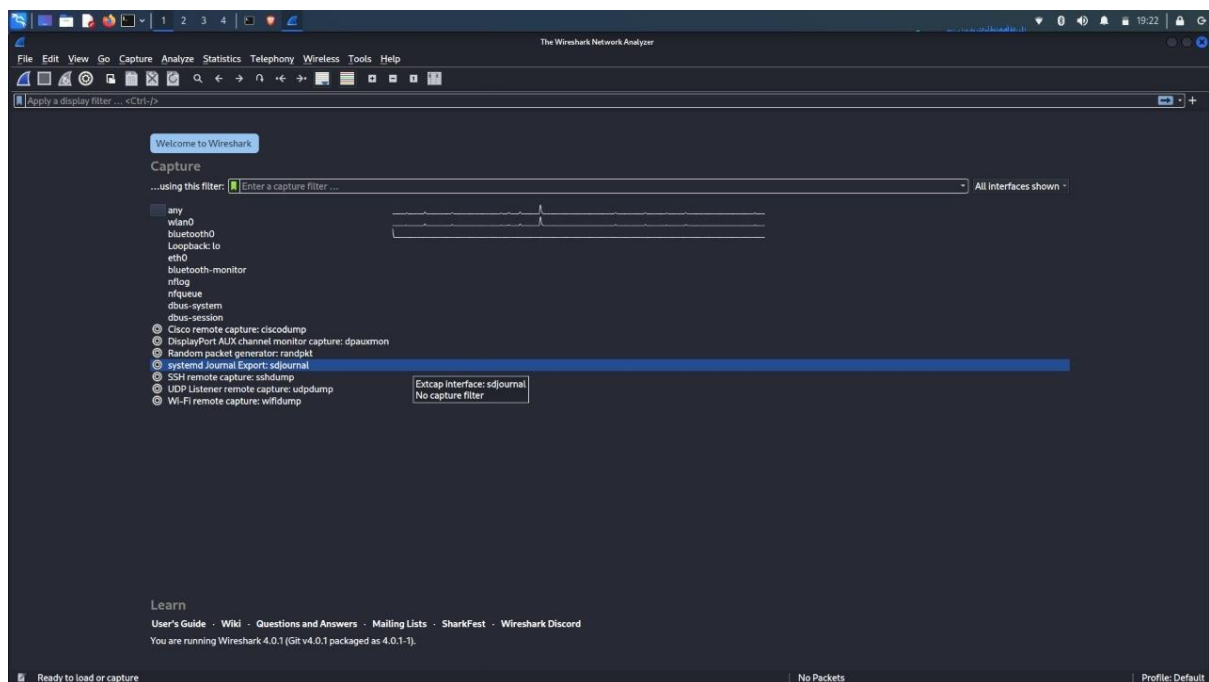 1 2 3 4
19:22
The Wireshark Network Analyzer
File Edit View Go Capture Analyze Statistics Telephony Wireless Tools Help
Apply a display filter ... <Ctrl-/>
Welcome to Wireshark
Capture
...using this filter: Enter a capture filter ... All interfaces shown
any
wlan0
bluetooth0
Loopback: lo
eth0
bluetooth-monitor
nflog
nfqueue
dbus-system
dbus-session
Cisco remote capture: ciscodump
DisplayPort AUX channel monitor capture: dpauxmon
Random packet generator: randpkt
systemd Journal Export: sdjournal
SSH remote capture: sshdump
UDP Listener remote capture: udpdump
Wi-Fi remote capture: wifidump
Extcap interface: sdjournal
No capture filter
Learn
User's Guide · Wiki · Questions and Answers · Mailing Lists · SharkFest · Wireshark Discord
You are running Wireshark 4.0.1 (Git v4.0.1 packaged as 4.0.1-1).
Ready to load or capture No Packets Profile: Default